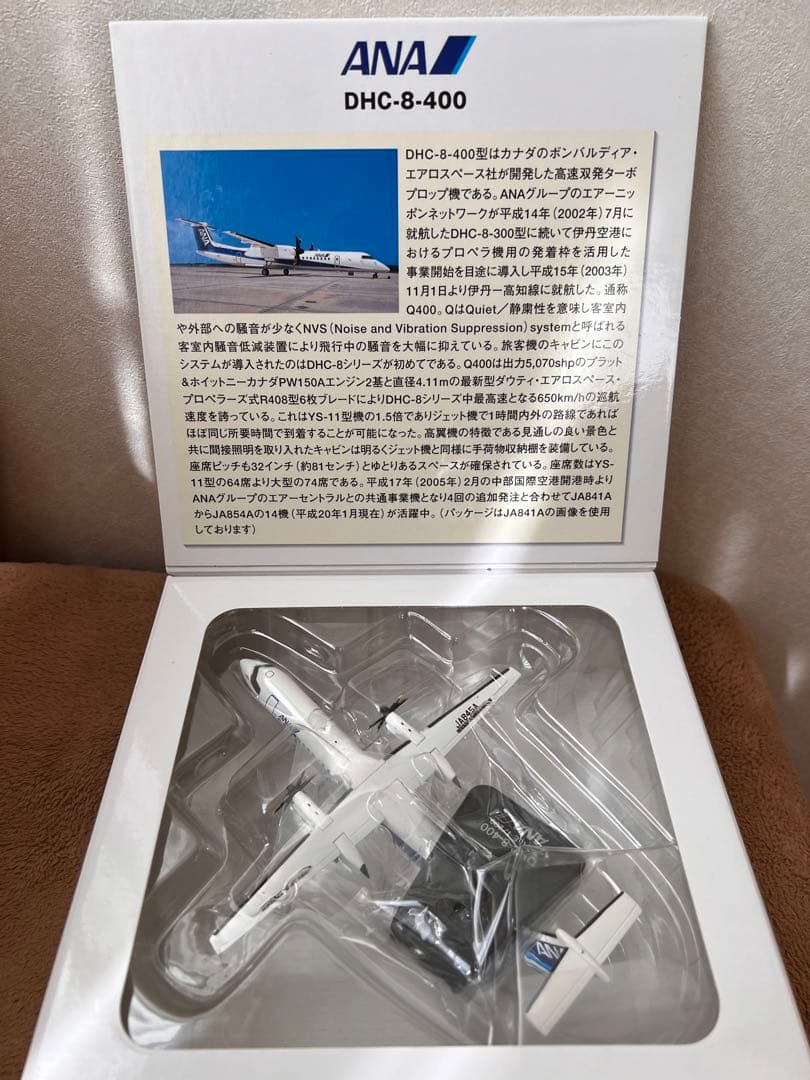 ANA
DHC-8-400
DHC-8-400型はカナダのボンバルディア・
エアロスペース社が開発した高速双発ターボ
プロップ機である。ANAグループのエアーニッ
ポンネットワークが平成14年(2002年)7月に
就航したDHC-8-300型に続いて伊丹空港に
おけるプロペラ機用の発着枠を活用した
事業開始を目途に導入し平成15年(2003年)
11月1日より伊丹ー高知線に就航した。通称
Q400。QはQuiet／静粛性を意味し客室内
や外部への騒音が少なくNVS(Noise and Vibration Suppression)systemと呼ばれる
客室内騒音低減装置により飛行中の騒音を大幅に抑えている。旅客機のキャビンにこの
システムが導入されたのはDHC-8シリーズが初めてである。Q400は出力5,070shpのプラット
&ホイットニーカナダPW150Aエンジン2基と直径4.11mの最新型ダウティ・エアロスペース・
プロペラーズ式R408型6枚ブレードによりDHC-8シリーズ中最高速となる650km/hの巡航
速度を誇っている。これはYS-11型機の1.5倍でありジェット機で1時間内外の路線であれば
ほぼ同じ所要時間で到着することが可能になった。高翼機の特徴である見通しの良い景色と
共に間接照明を取り入れたキャビンは明るくジェット機と同様に手荷物収納棚を装備している。
座席ピッチも32インチ(約81センチ)とゆとりあるスペースが確保されている。座席数はYS-
11型の64席より大型の74席である。平成17年(2005年)2月の中部国際空港開港時より
ANAグループのエアーセントラルとの共通事業機となり4回の追加発注と合わせてJA841A
からJA854Aの14機(平成20年1月現在)が活躍中。(パッケージはJA841Aの画像を使用
しております)
ANA
ANA
ANA
JA845A
ANA